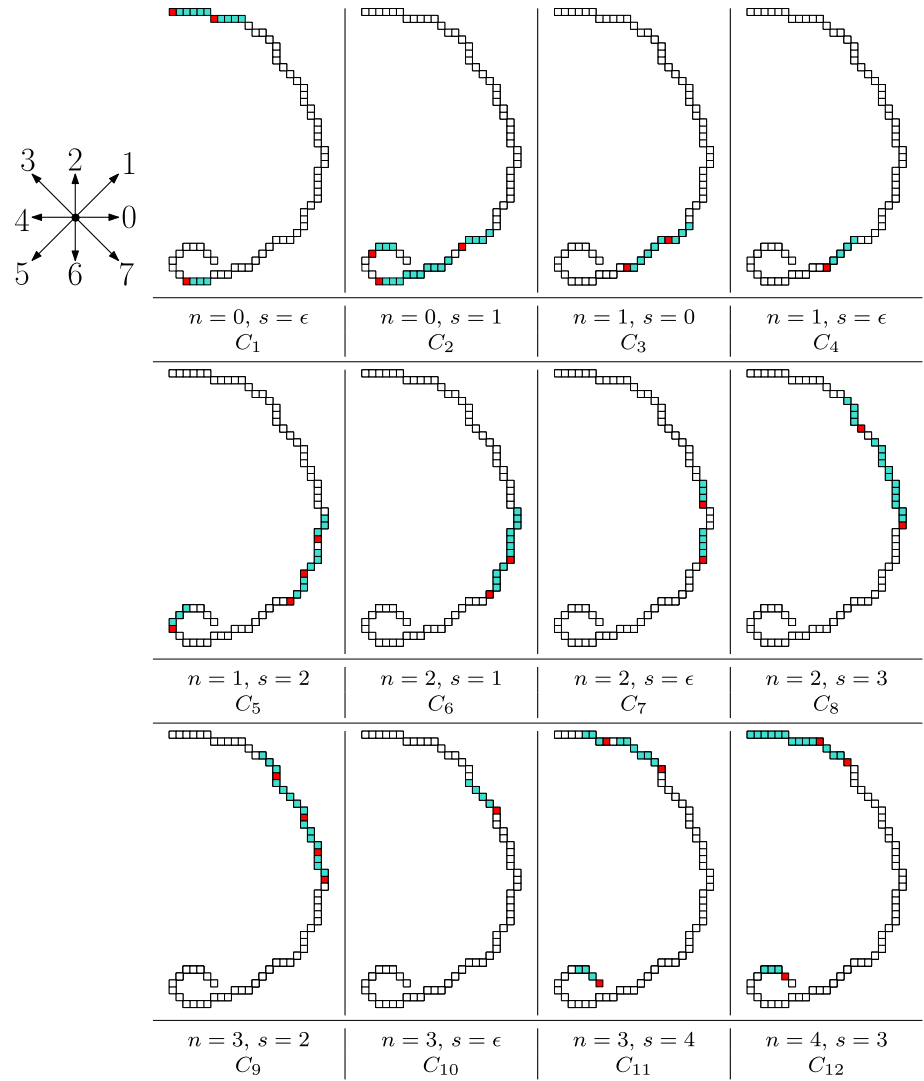 3 2 1
4 0
5 6 7
n = 0, s = ϵ n = 0, s = 1 n = 1, s = 0 n = 1, s = ϵ
C₁ C₂ C₃ C₄
n = 1, s = 2 n = 2, s = 1 n = 2, s = ϵ n = 2, s = 3
C₅ C₆ C₇ C₈
n = 3, s = 2 n = 3, s = ϵ n = 3, s = 4 n = 4, s = 3
C₉ C₁₀ C₁₁ C₁₂